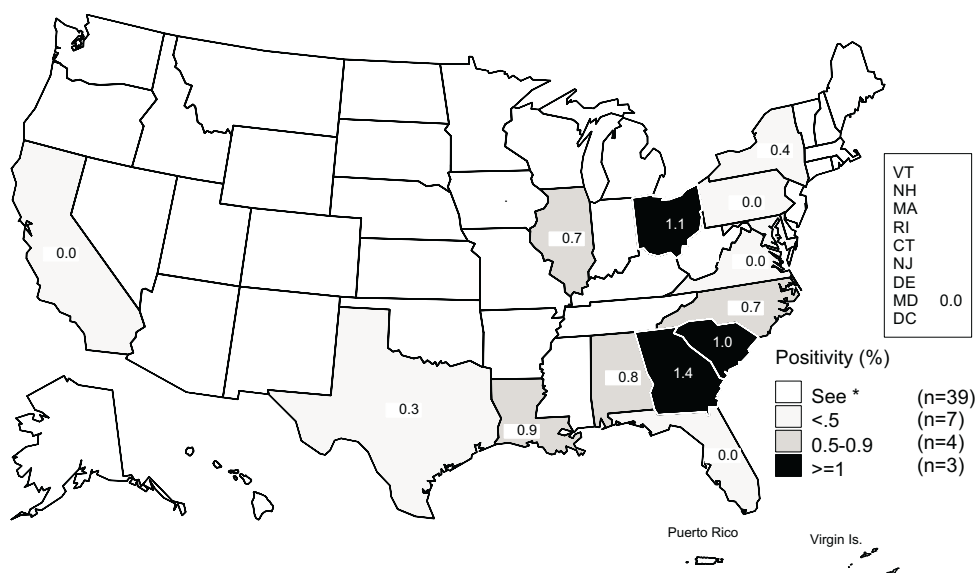 0.4
0.0
1.1
0.7
0.0
0.0
0.7
1.0
0.8
1.4
0.3
0.9
0.0
VT
NH
MA
RI
CT
NJ
DE
MD 0.0
DC
Positivity (%)
See * (n=39)
<.5 (n=7)
0.5-0.9 (n=4)
>=1 (n=3)
Puerto Rico
Virgin Is.